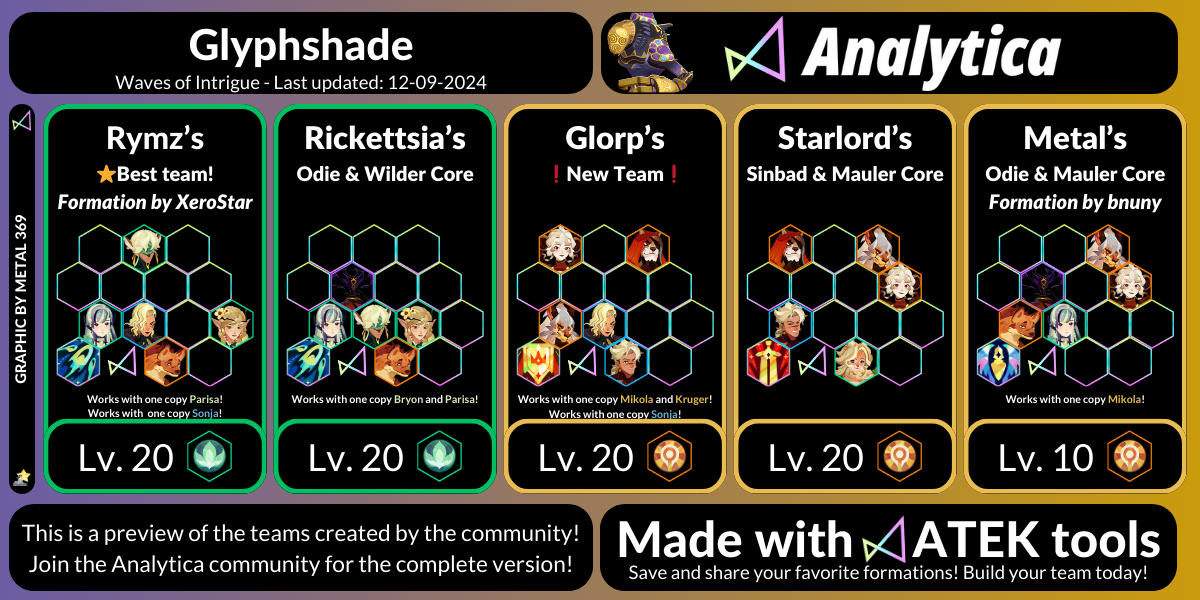 Glyphshade
Waves of Intrigue - Last updated: 12-09-2024
Analytica
GRAPHIC BY METAL 369
Rymz's
⭐Best team!
Formation by XeroStar
Works with one copy Parisa!
Works with one copy Sonja!
Lv. 20
Rickettsia's
Odie & Wilder Core
Works with one copy Bryon and Parisa!
Lv. 20
Glorp's
❗New Team❗
Works with one copy Mikola and Kruger!
Works with one copy Sonja!
Lv. 20
Starlord's
Sinbad & Mauler Core
Lv. 20
Metal's
Odie & Mauler Core
Formation by bnuny
Works with one copy Mikola!
Lv. 10
This is a preview of the teams created by the community!
Join the Analytica community for the complete version!
Made with ATEK tools
Save and share your favorite formations! Build your team today!